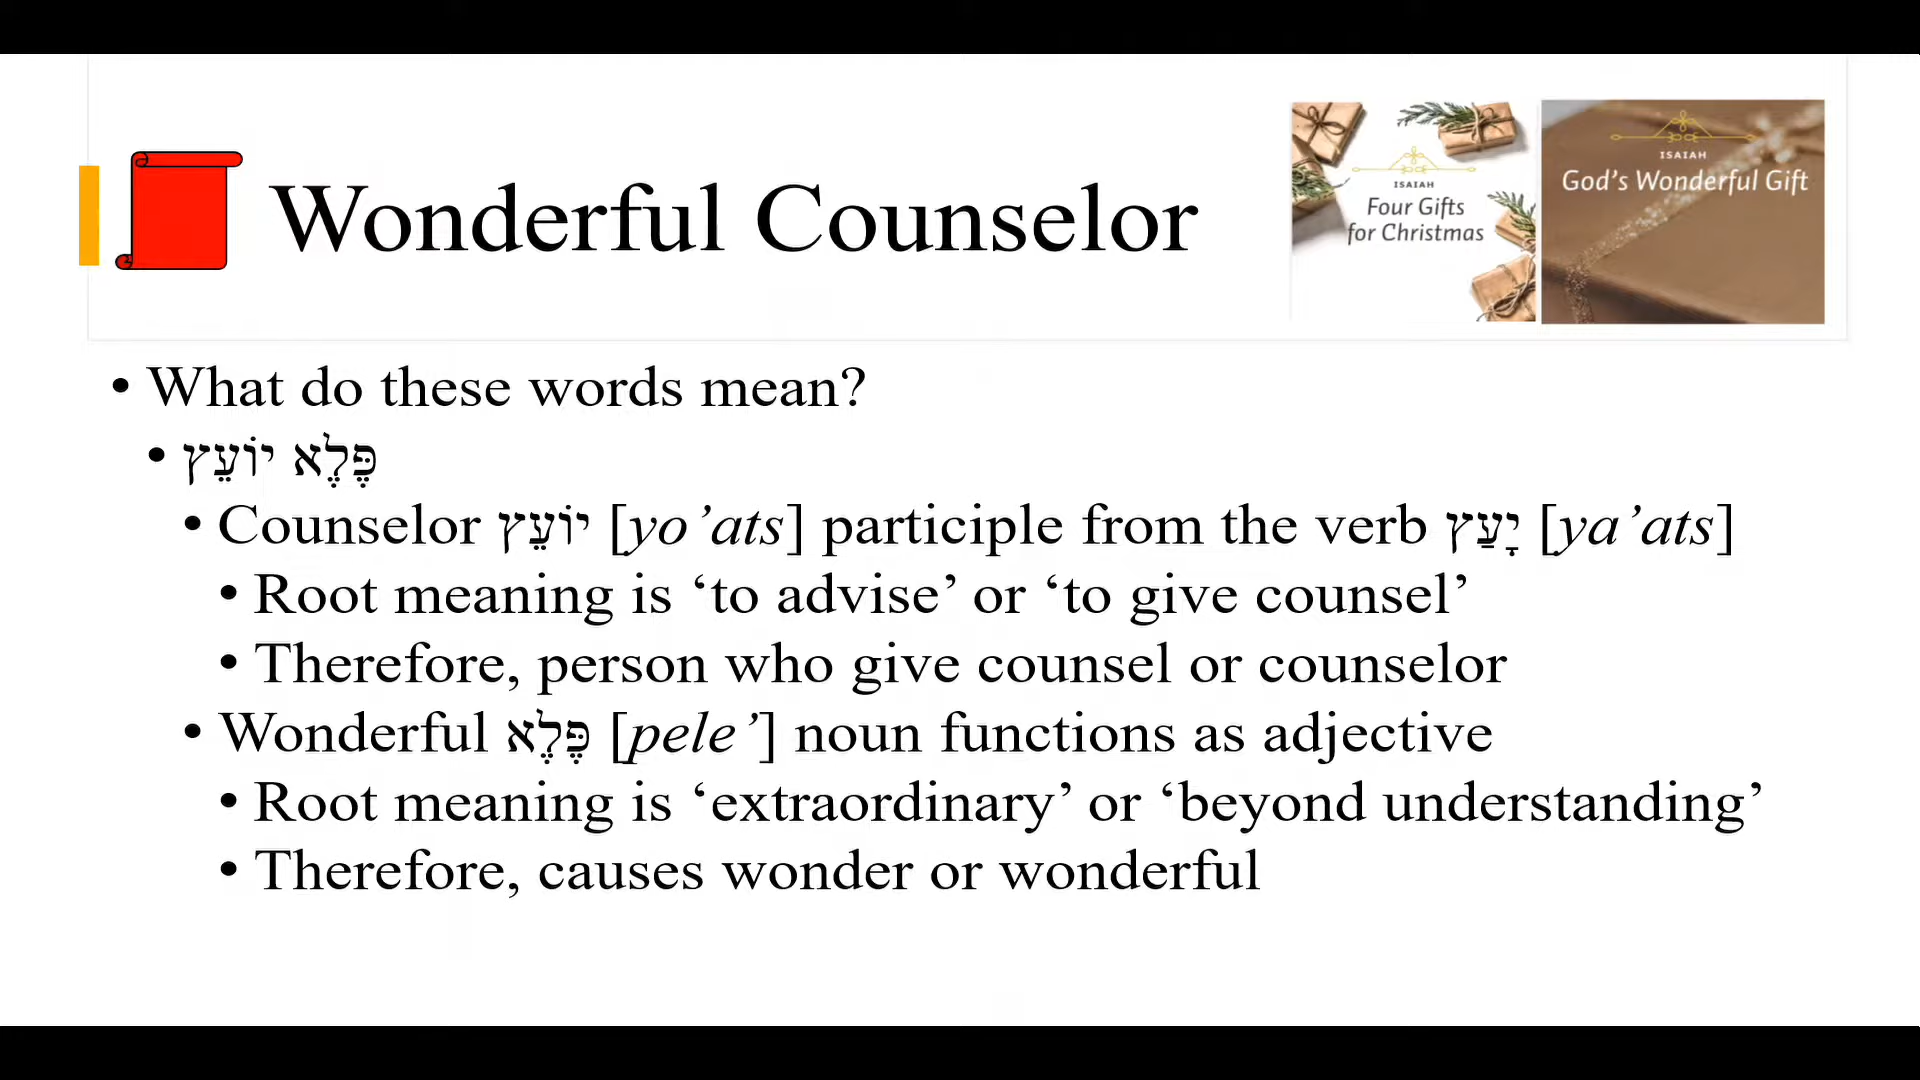 Wonderful Counselor
ISAIAH
Four Gifts
for Christmas
ISAIAH
God’s Wonderful Gift
• What do these words mean?
• פֶּלֶא יוֹעֵץ
• Counselor יוֹעֵץ [yo’ats] participle from the verb יָעַץ [ya’ats]
• Root meaning is ‘to advise’ or ‘to give counsel’
• Therefore, person who give counsel or counselor
• Wonderful פֶּלֶא [pele’] noun functions as adjective
• Root meaning is ‘extraordinary’ or ‘beyond understanding’
• Therefore, causes wonder or wonderful